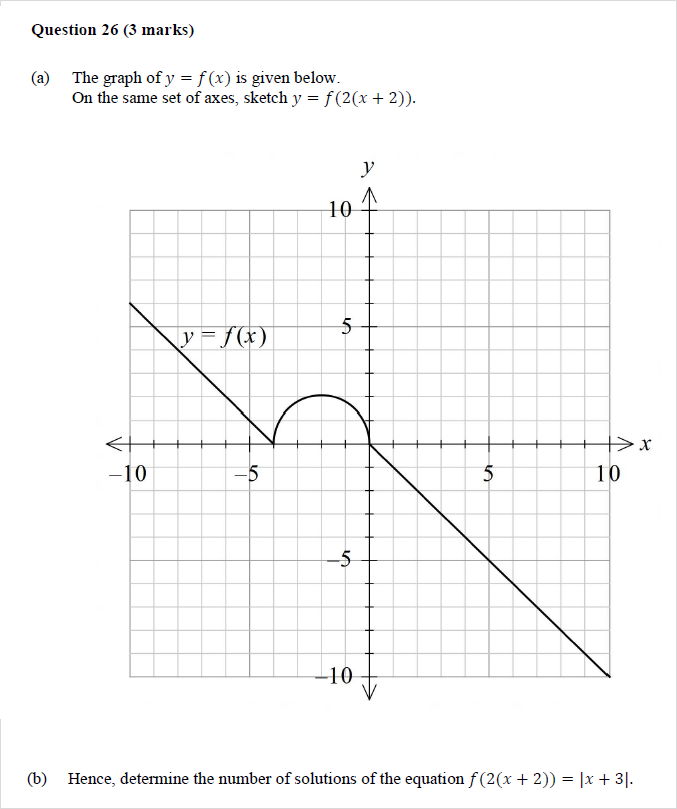 Question 26 (3 marks)
(a) The graph of y = f(x) is given below.
On the same set of axes, sketch y = f(2(x + 2)).
y
10
y = f(x)
5
x
–10
–5
5
10
–5
–10
(b) Hence, determine the number of solutions of the equation f(2(x + 2)) = |x + 3|.